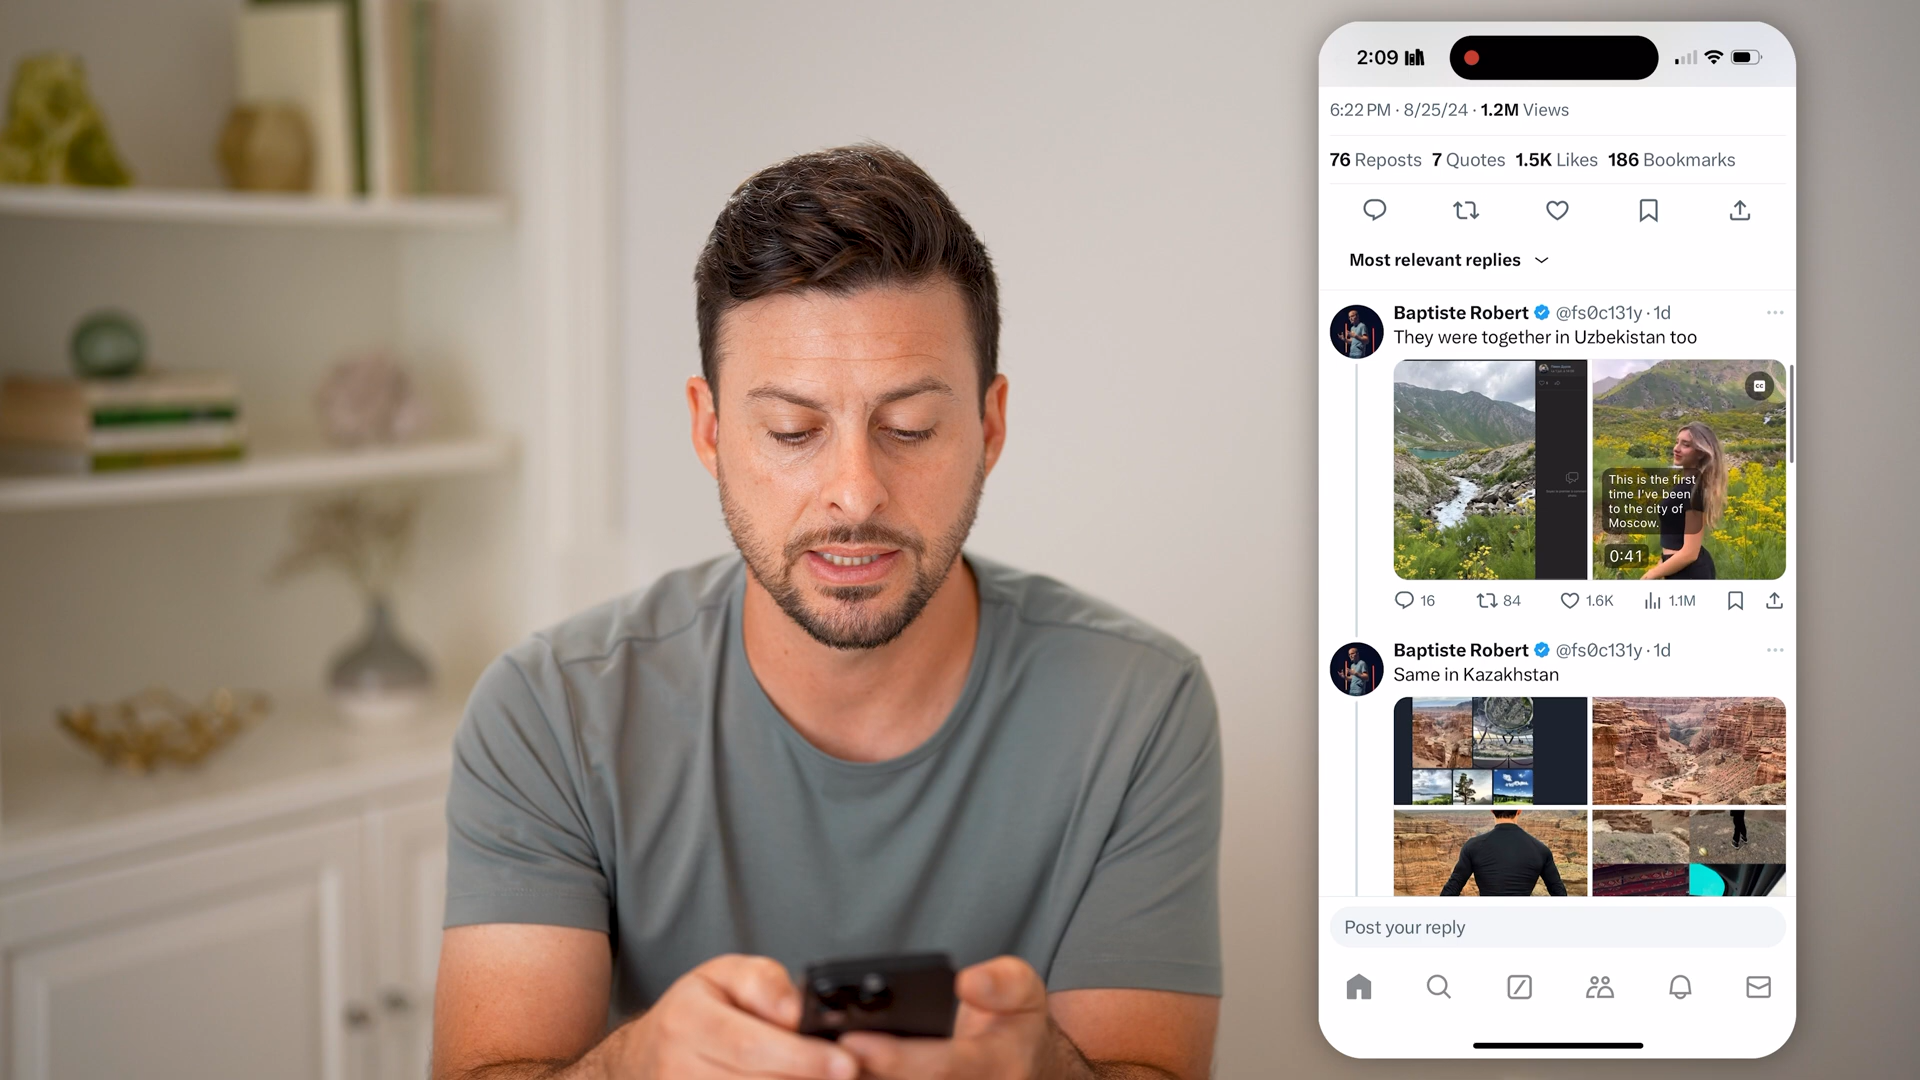 2:09
6:22 PM · 8/25/24 · 1.2M Views
76 Reposts 7 Quotes 1.5K Likes 186 Bookmarks
Most relevant replies
Baptiste Robert @fs0c131y · 1d
They were together in Uzbekistan too
cc
This is the first
time I've been
to the city of
Moscow.
0:41
16 84 1.6K 1.1M
Baptiste Robert @fs0c131y · 1d
Same in Kazakhstan
Post your reply